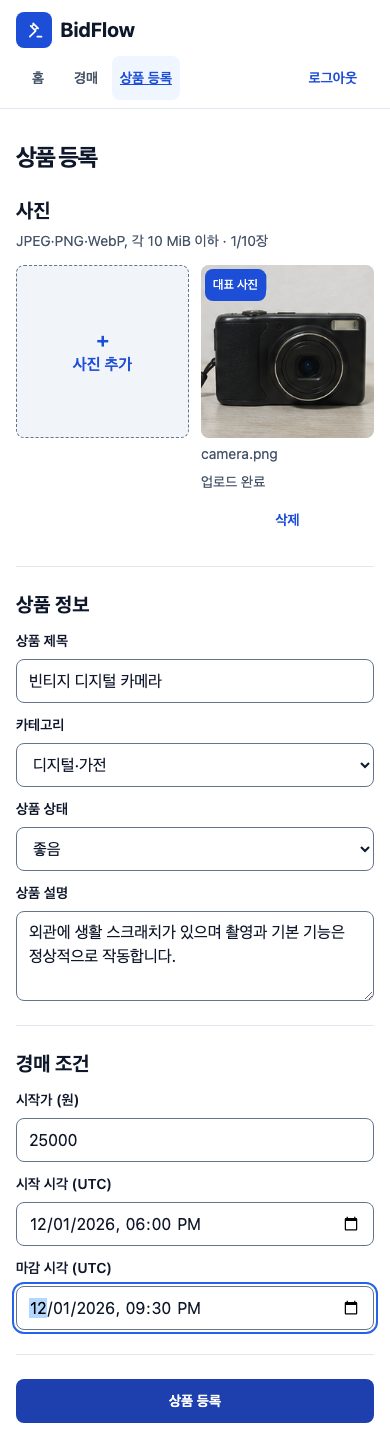 BidFlow
홈 경매 상품 등록 로그아웃
상품 등록
사진
JPEG·PNG·WebP, 각 10 MiB 이하 · 1/10장
+
사진 추가
대표 사진
camera.png
업로드 완료
삭제
상품 정보
상품 제목
빈티지 디지털 카메라
카테고리
디지털·가전
상품 상태
좋음
상품 설명
외관에 생활 스크래치가 있으며 촬영과 기본 기능은
정상적으로 작동합니다.
경매 조건
시작가 (원)
25000
시작 시각 (UTC)
12/01/2026, 06:00 PM
마감 시각 (UTC)
12/01/2026, 09:30 PM
상품 등록